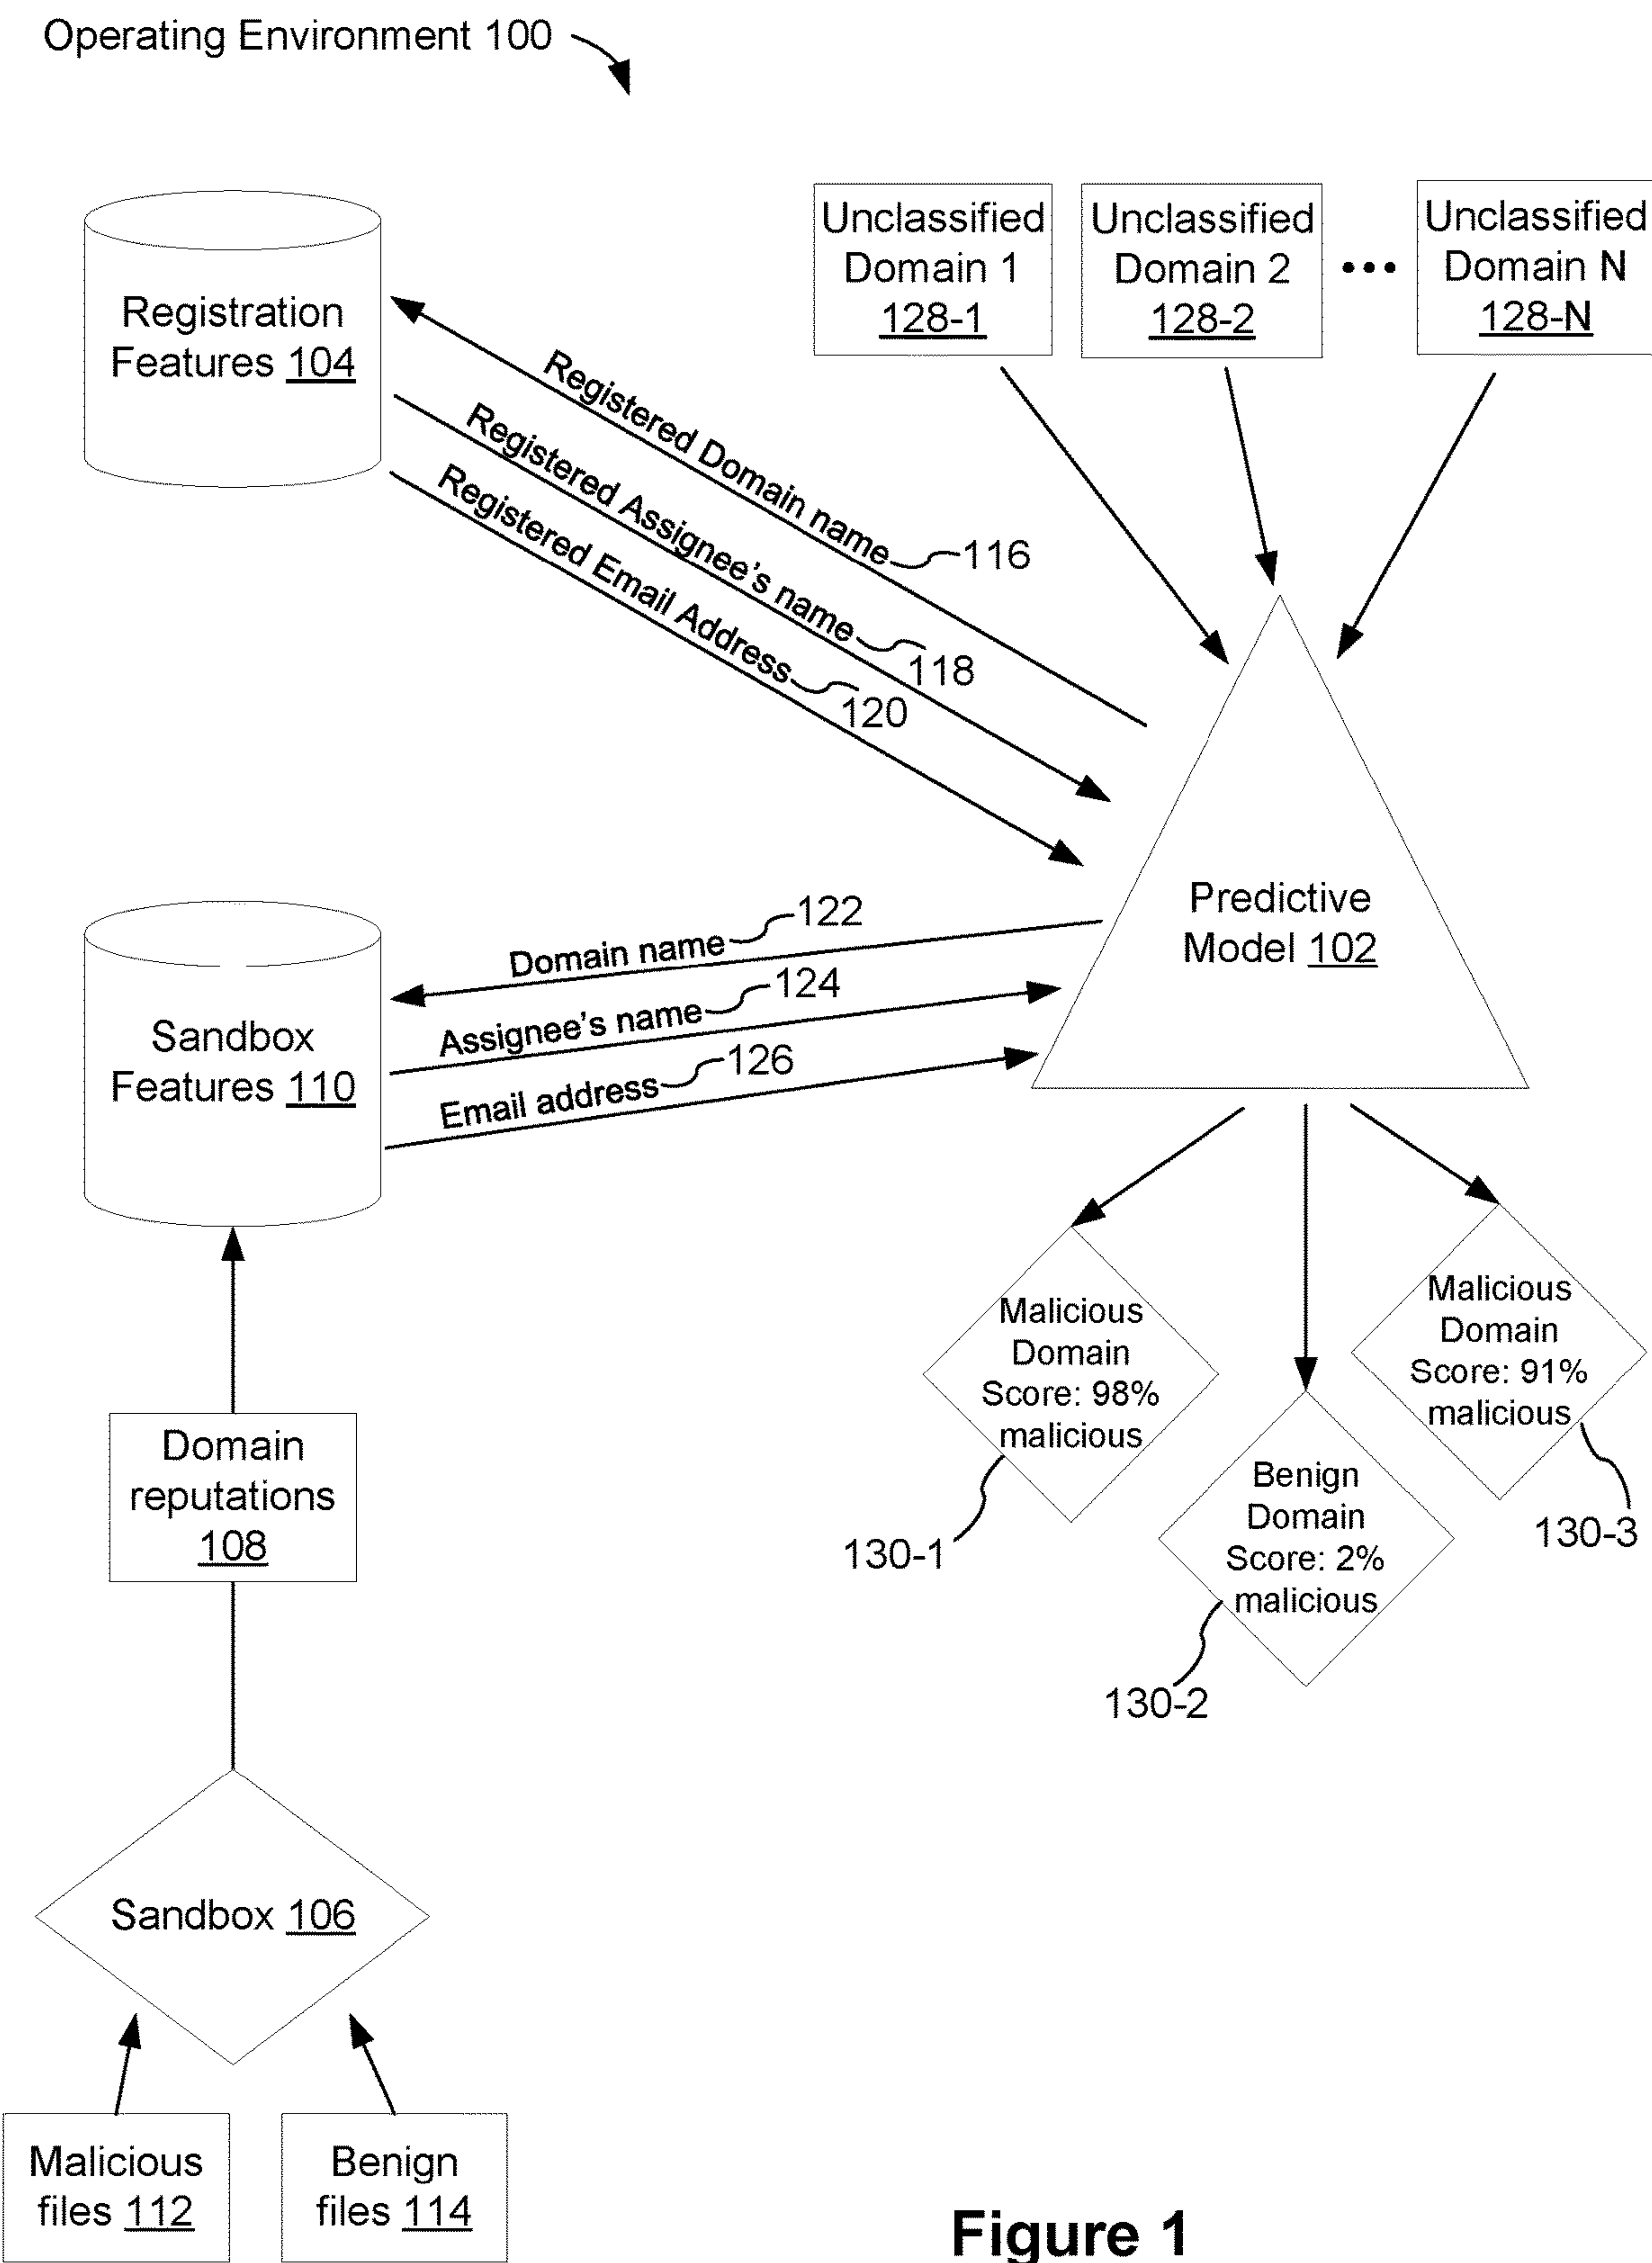 Operating Environment 100
Unclassified
Domain 1
128-1
Unclassified
Domain 2
128-2
•••
Unclassified
Domain N
128-N
Registration
Features 104
Registered Domain name
116
Registered Assignee's name
118
Registered Email Address
120
Predictive
Model 102
Domain name
122
Assignee's name
124
Email address
126
Sandbox
Features 110
Malicious
Domain
Score: 98%
malicious
130-1
Benign
Domain
Score: 2%
malicious
130-2
Malicious
Domain
Score: 91%
malicious
130-3
Domain
reputations
108
Sandbox 106
Malicious
files 112
Benign
files 114
Figure 1